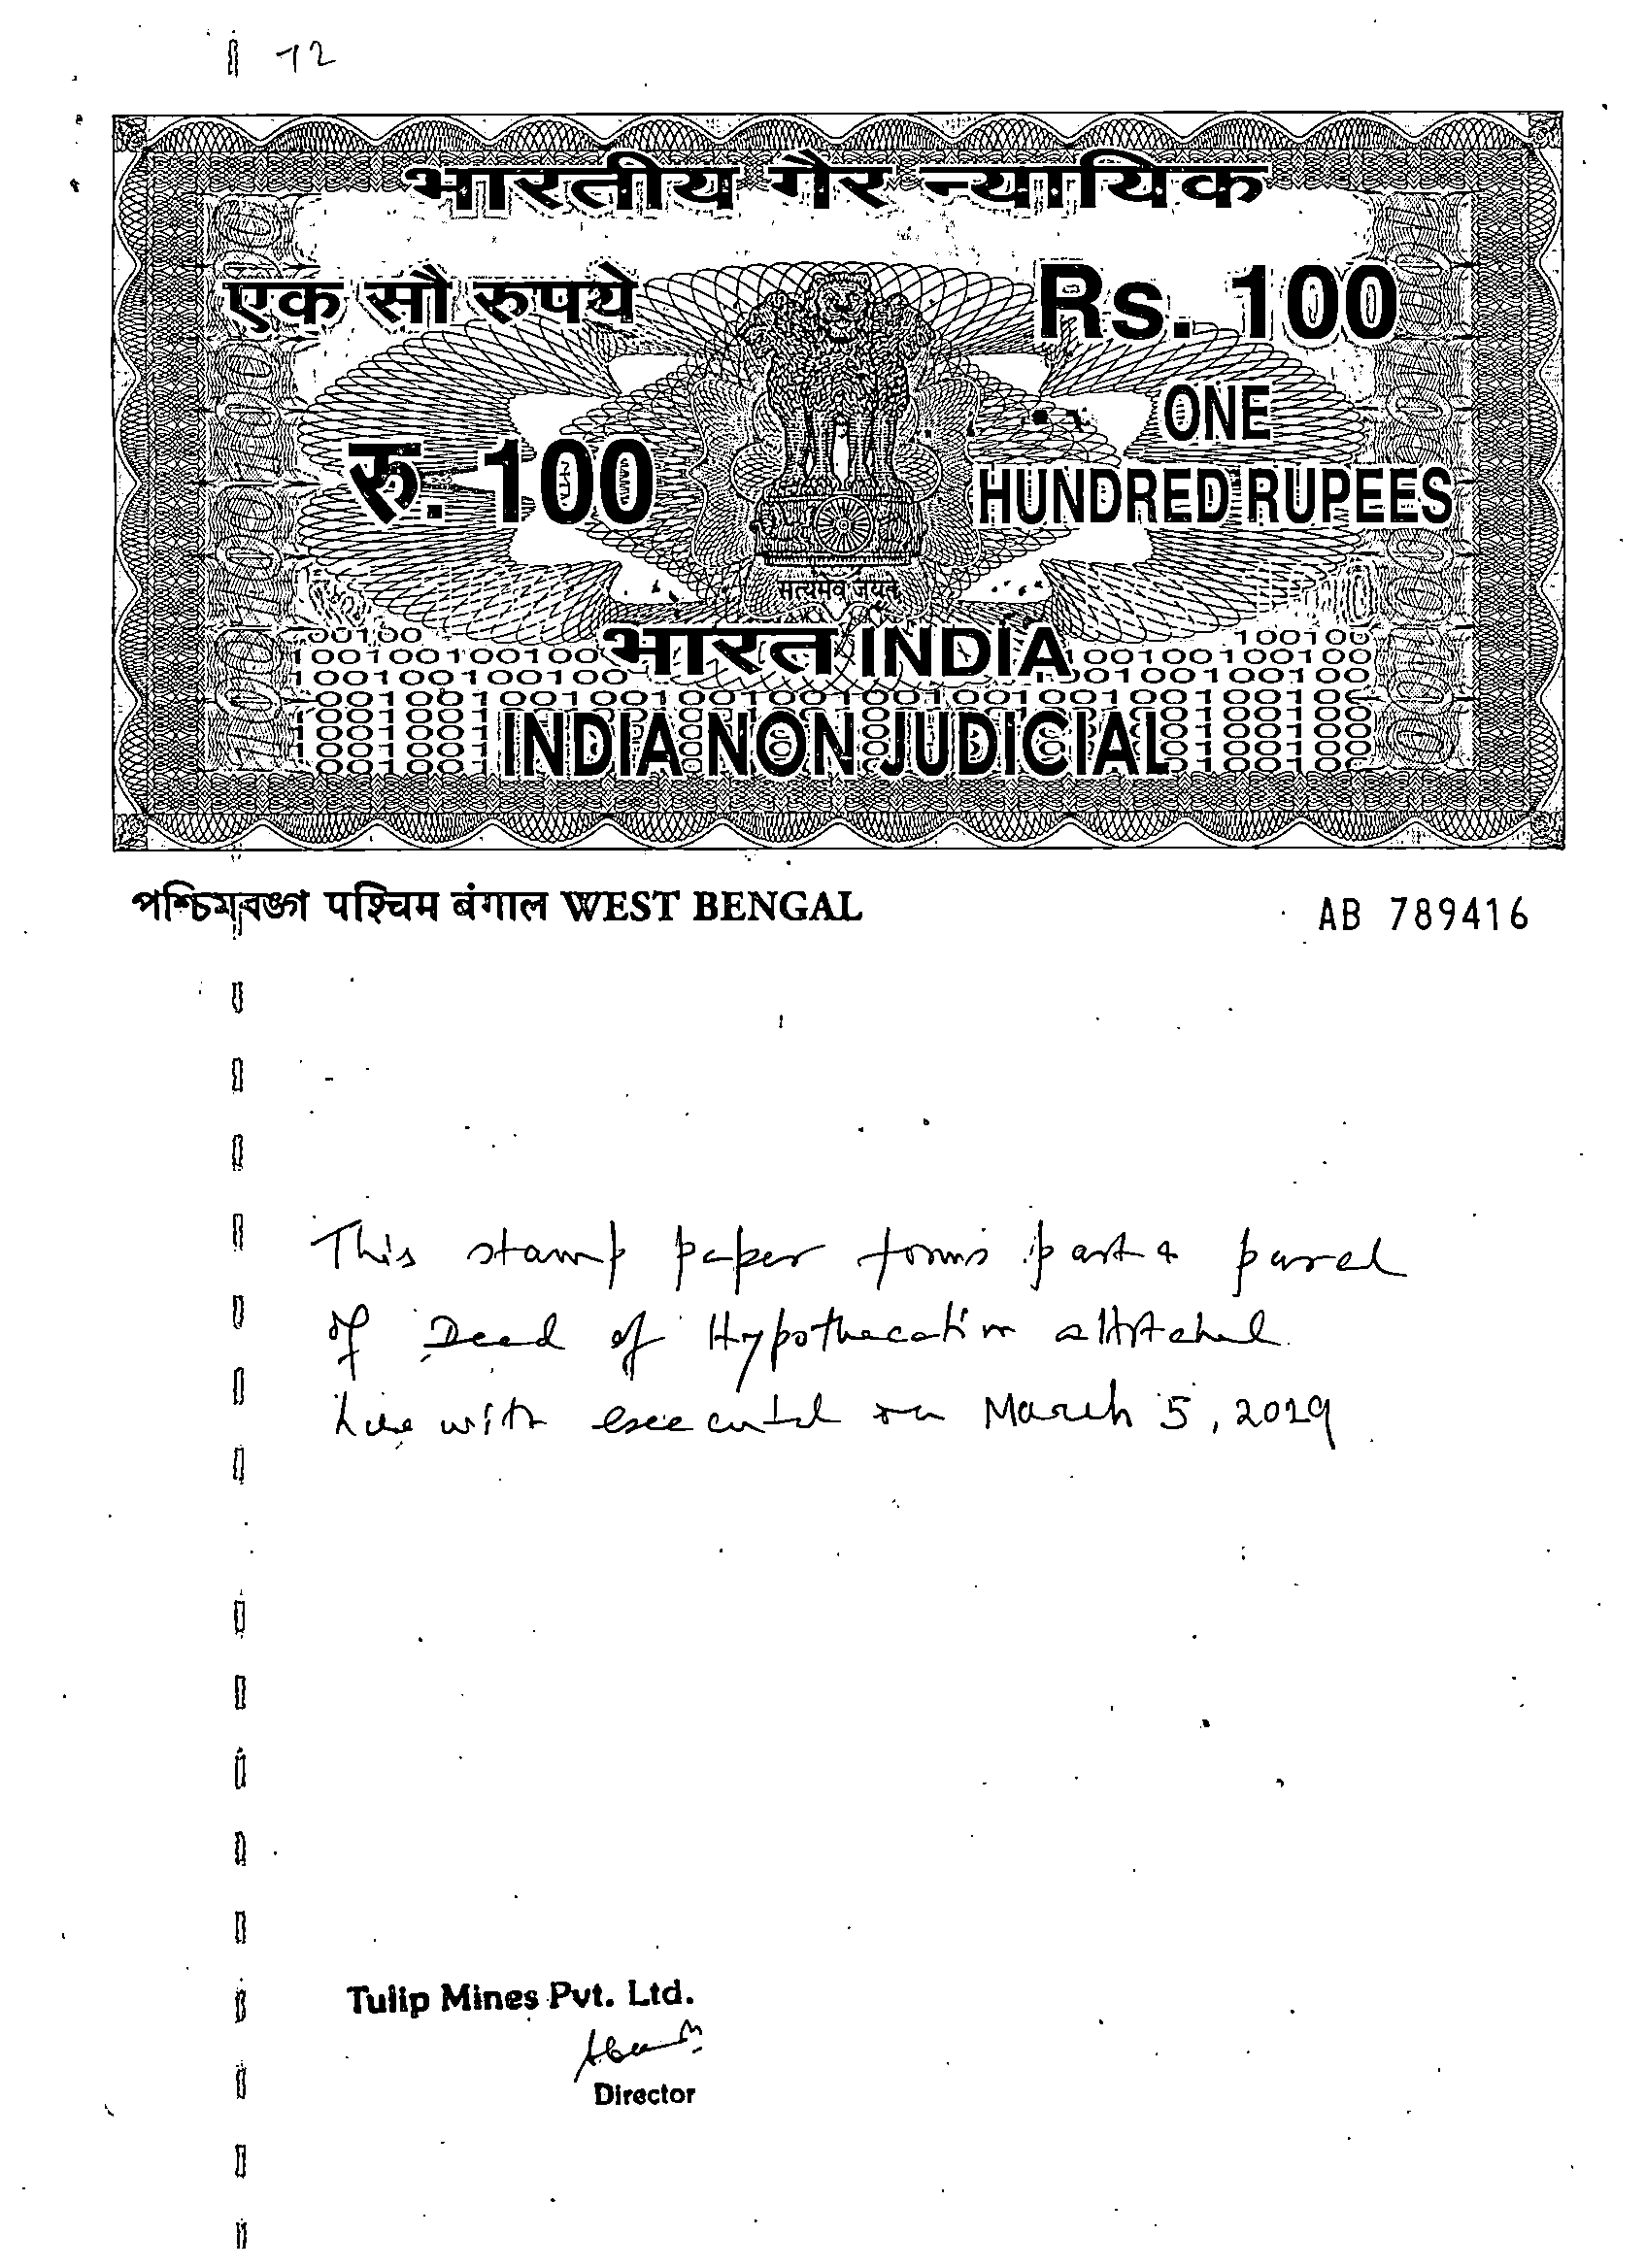 72
भारतीय गैर न्यायिक
एक सौ रुपये
Rs. 100
रु. 100
ONE
HUNDRED RUPEES
सत्यमेव जयते
भारत INDIA
INDIA NON JUDICIAL
পশ্চিমবঙ্গ पश्चिम बंगाल WEST BENGAL
AB 789416
This stamp paper forms part & parcel
of Deed of Hypothecation attached
herewith executed on March 5, 2019
Tulip Mines Pvt. Ltd.
Director